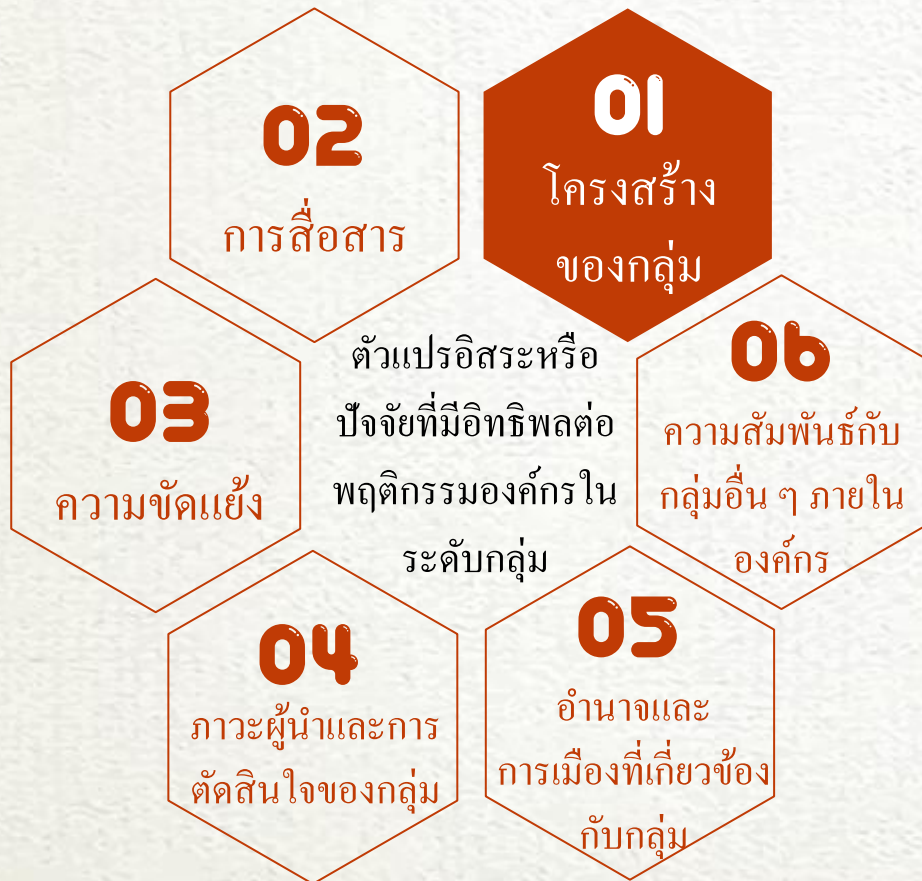 01
โครงสร้าง
ของกลุ่ม
02
การสื่อสาร
03
ความขัดแย้ง
04
ภาวะผู้นำและการ
ตัดสินใจของกลุ่ม
05
อำนาจและ
การเมืองที่เกี่ยวข้อง
กับกลุ่ม
06
ความสัมพันธ์กับ
กลุ่มอื่น ๆ ภายใน
องค์กร
ตัวแปรอิสระหรือ
ปัจจัยที่มีอิทธิพลต่อ
พฤติกรรมองค์กรใน
ระดับกลุ่ม